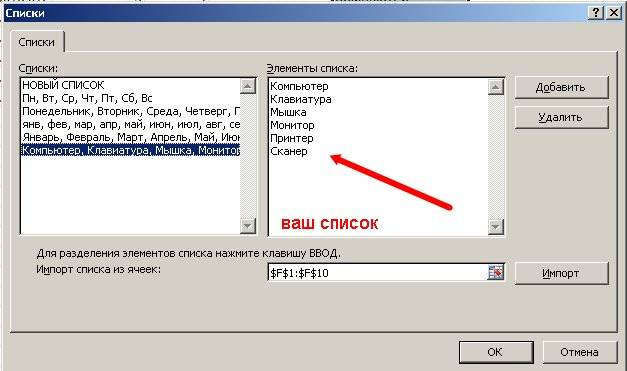 Списки
Списки
Списки:
НОВЫЙ СПИСОК
Пн, Вт, Ср, Чт, Пт, Сб, Вс
Понедельник, Вторник, Среда, Четверг, П
янв, фев, мар, апр, май, июн, июл, авг, се
Январь, Февраль, Март, Апрель, Май, Июн
Компьютер, Клавиатура, Мышка, Монитор
Элементы списка:
Компьютер
Клавиатура
Мышка
Монитор
Принтер
Сканер
ваш список
Добавить
Удалить
Для разделения элементов списка нажмите клавишу ВВОД.
Импорт списка из ячеек:
$F$1:$F$10
Импорт
OK
Отмена